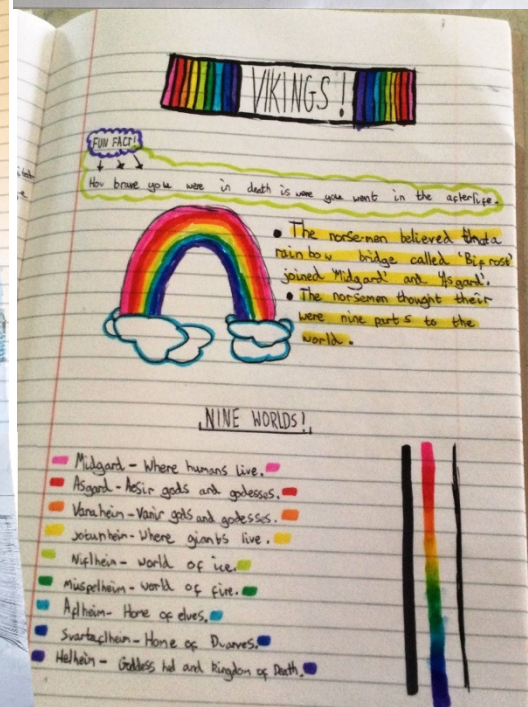 VIKINGS!
FUN FACT!
How brave you were in death is were you went in the afterlife.
• The norsemen believed that a
rainbow bridge called 'Bifrost'
joined 'Midgard' and 'Asgard'.
• The norsemen thought their
were nine parts to the
world.
NINE WORLDS!
Midgard - Where humans live.
Asgard - Aesir gods and godesses.
Vanaheim - Vanir gods and godesses.
Jotunheim - Where giants live.
Niflheim - world of ice.
Muspelheim - world of fire.
Aflheim - Home of elves.
Svartaflheim - Home of Dwarves.
Helheim - Goddess hel and kingdom of Death.